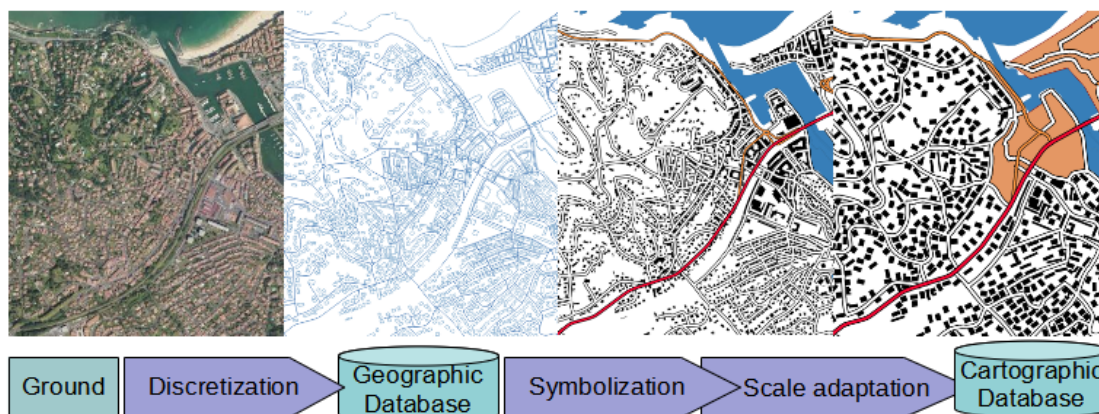 Ground
Discretization
Geographic
Database
Symbolization
Scale adaptation
Cartographic
Database